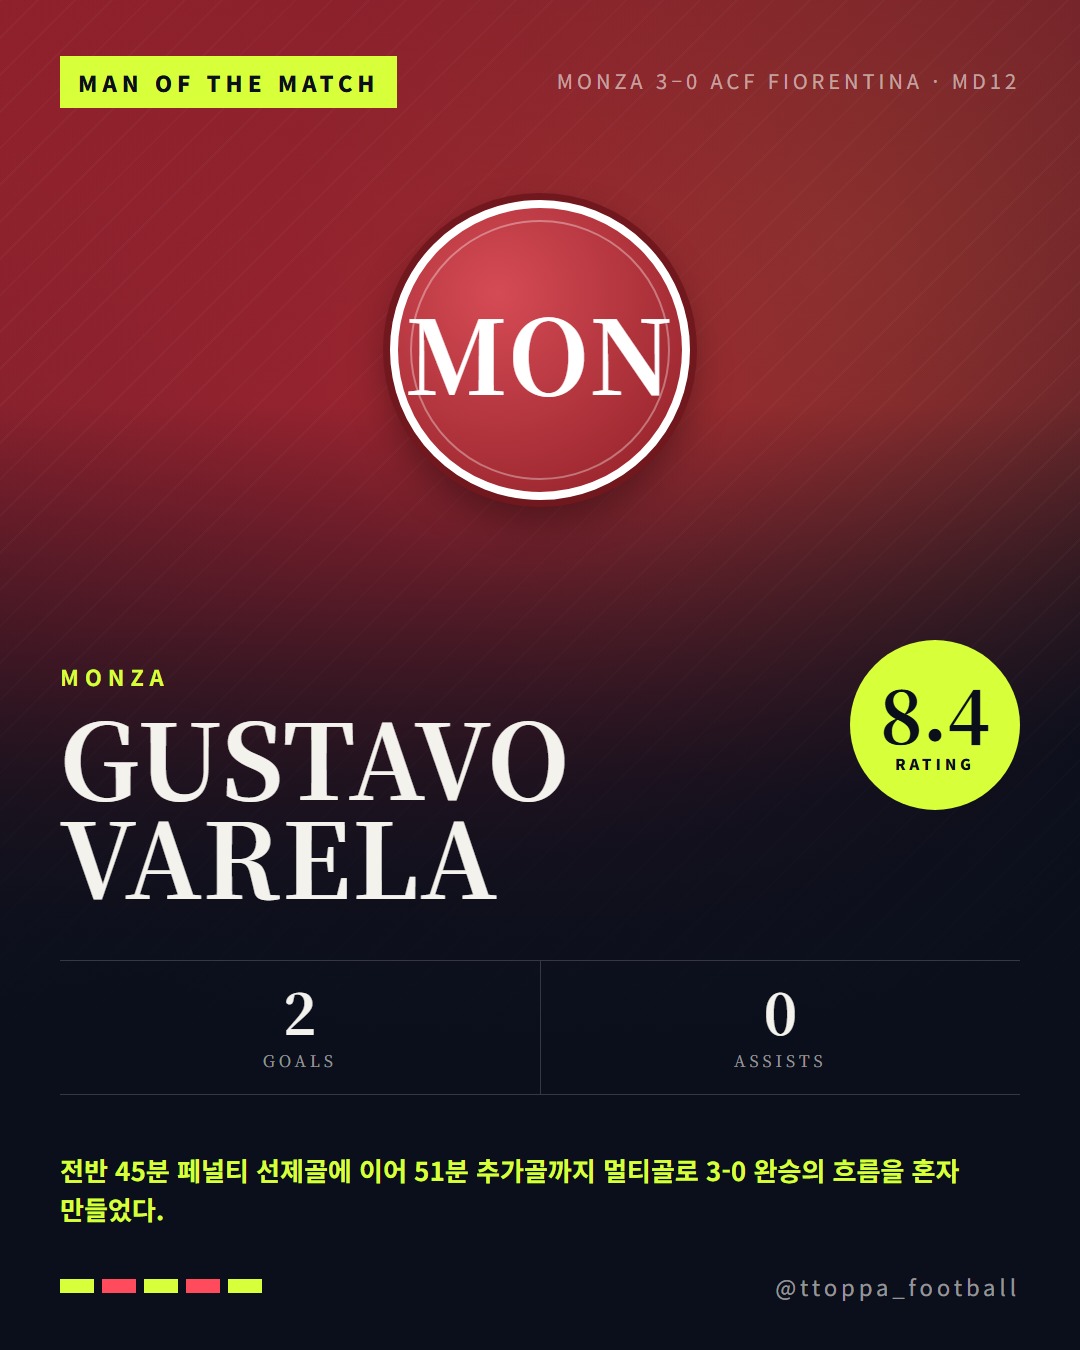 MAN OF THE MATCH
MONZA 3–0 ACF FIORENTINA · MD12
MON
MONZA
GUSTAVO
VARELA
8.4
RATING
2
GOALS
0
ASSISTS
전반 45분 페널티 선제골에 이어 51분 추가골까지 멀티골로 3-0 완승의 흐름을 혼자
만들었다.
@ttoppa_football